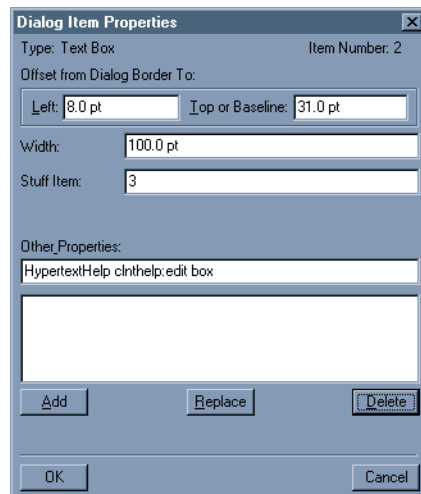 Dialog Item Properties
Type: Text Box Item Number: 2
Offset from Dialog Border To:
Left: 8.0 pt Top or Baseline: 31.0 pt
Width: 100.0 pt
Stuff Item: 3
Other Properties:
HypertextHelp clnthelp:edit box
Add Replace Delete
OK Cancel